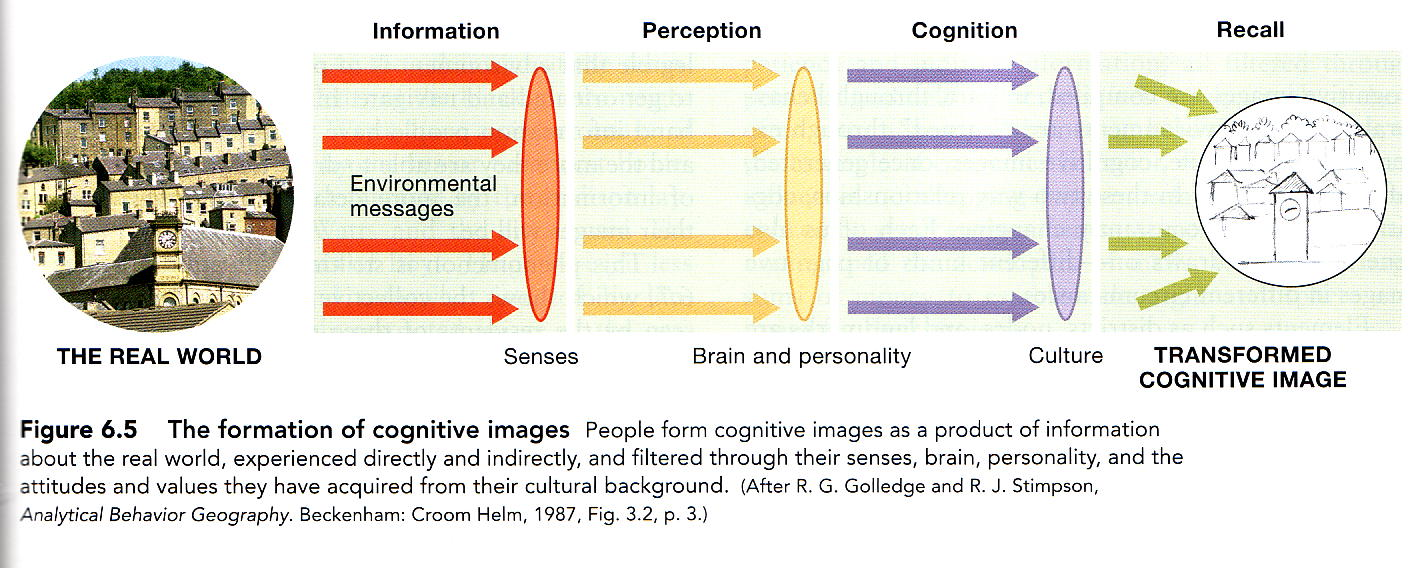 Information Perception Cognition Recall
Environmental
messages
THE REAL WORLD Senses Brain and personality Culture TRANSFORMED
COGNITIVE IMAGE
Figure 6.5 The formation of cognitive images People form cognitive images as a product of information
about the real world, experienced directly and indirectly, and filtered through their senses, brain, personality, and the
attitudes and values they have acquired from their cultural background. (After R. G. Golledge and R. J. Stimpson,
Analytical Behavior Geography. Beckenham: Croom Helm, 1987, Fig. 3.2, p. 3.)